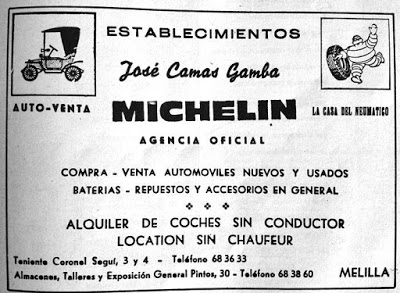 ESTABLECIMIENTOS
José Camas Gamba
AUTO-VENTA
MICHELIN
LA CASA DEL NEUMATICO
AGENCIA OFICIAL
COMPRA - VENTA AUTOMOVILES NUEVOS Y USADOS
BATERIAS - REPUESTOS Y ACCESORIOS EN GENERAL
ALQUILER DE COCHES SIN CONDUCTOR
LOCATION SIN CHAUFEUR
Teniente Coronel Seguí, 3 y 4 - Teléfono 68 36 33
Almacenes, Talleres y Exposición General Pintos, 30 - Teléfono 68 38 60
MELILLA